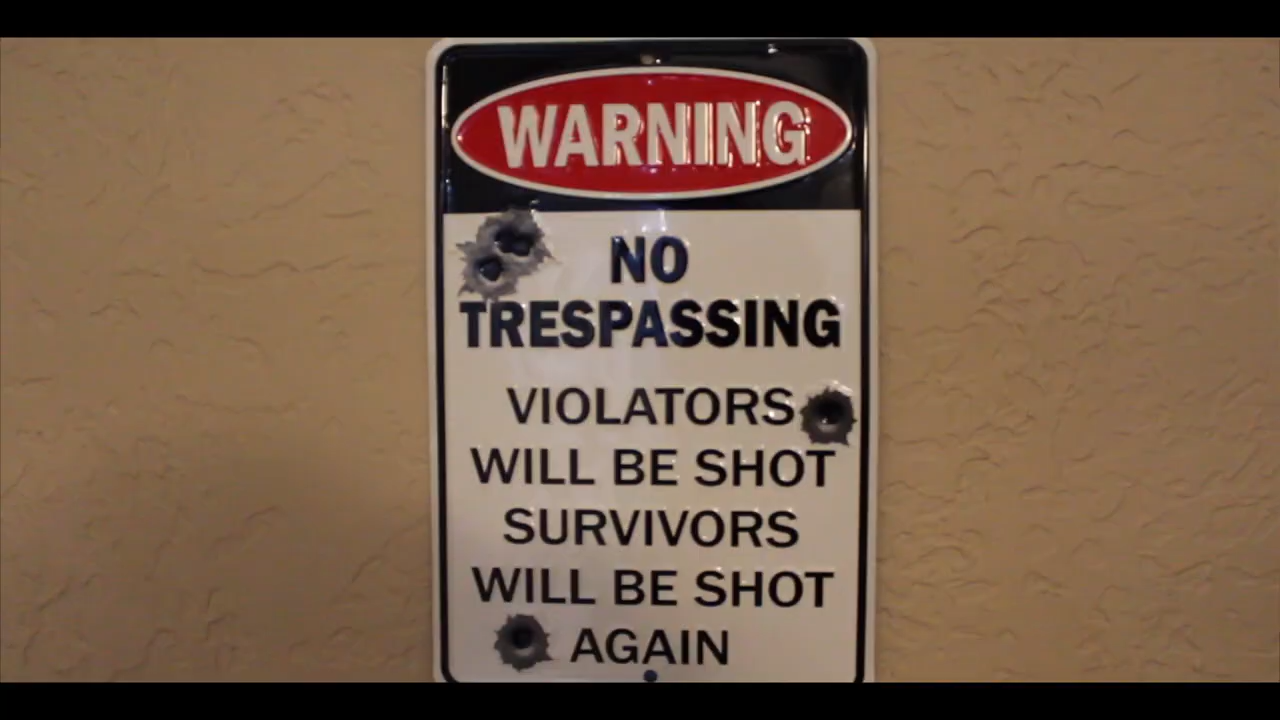 WARNING
NO
TRESPASSING
VIOLATORS
WILL BE SHOT
SURVIVORS
WILL BE SHOT
AGAIN